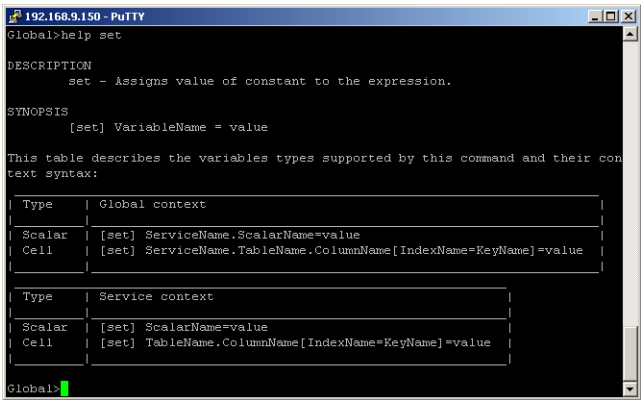 192.168.9.150 - PuTTY
Global>help set
DESCRIPTION
set - Assigns value of constant to the expression.
SYNOPSIS
[set] VariableName = value
This table describes the variables types supported by this command and their con
text syntax:
| Type | Global context |
| Scalar | [set] ServiceName.ScalarName=value |
| Cell | [set] ServiceName.TableName.ColumnName[IndexName=KeyName]=value |
| Type | Service context |
| Scalar | [set] ScalarName=value |
| Cell | [set] TableName.ColumnName[IndexName=KeyName]=value |
Global>